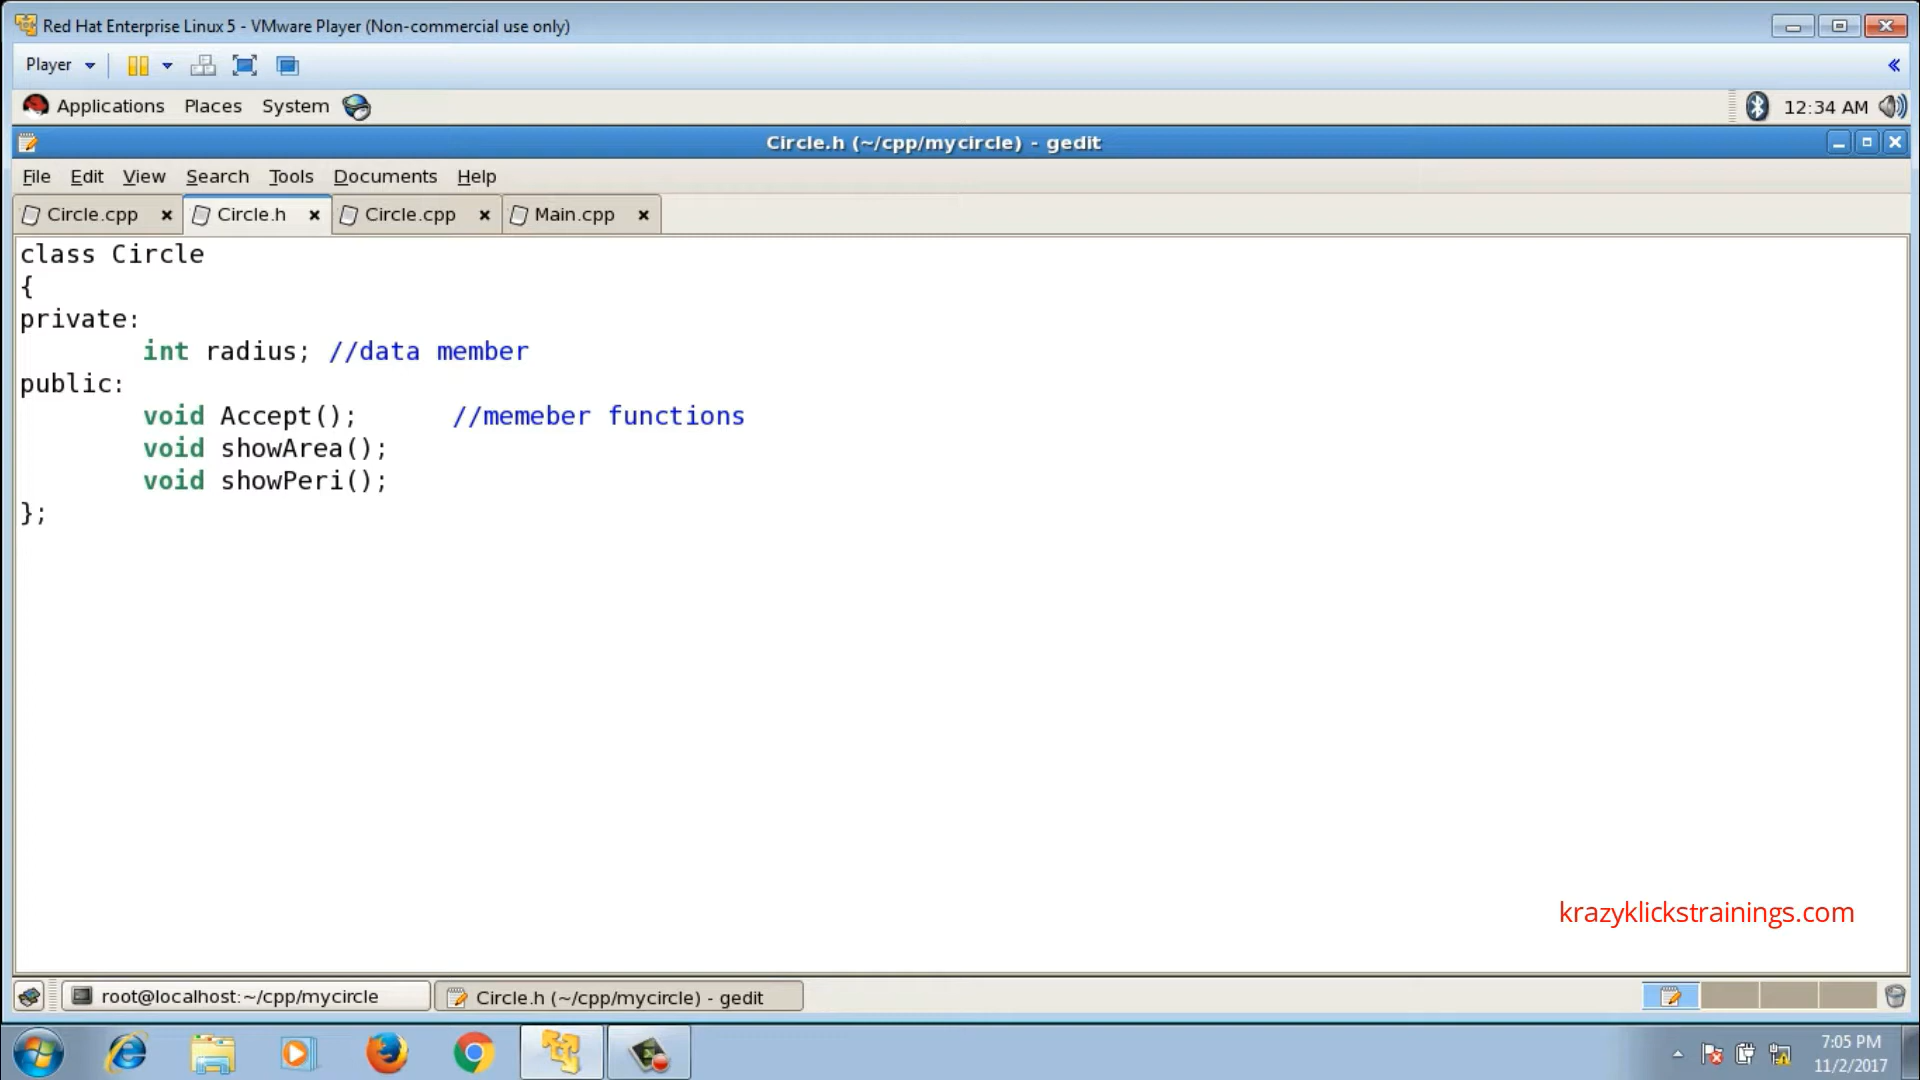 Red Hat Enterprise Linux 5 - VMware Player (Non-commercial use only)
Player
Applications Places System
12:34 AM
Circle.h (~/cpp/mycircle) - gedit
File Edit View Search Tools Documents Help
Circle.cpp Circle.h Circle.cpp Main.cpp
class Circle
{
private:
int radius; //data member
public:
void Accept(); //memeber functions
void showArea();
void showPeri();
};
krazyklickstrainings.com
root@localhost:~/cpp/mycircle Circle.h (~/cpp/mycircle) - gedit
7:05 PM
11/2/2017